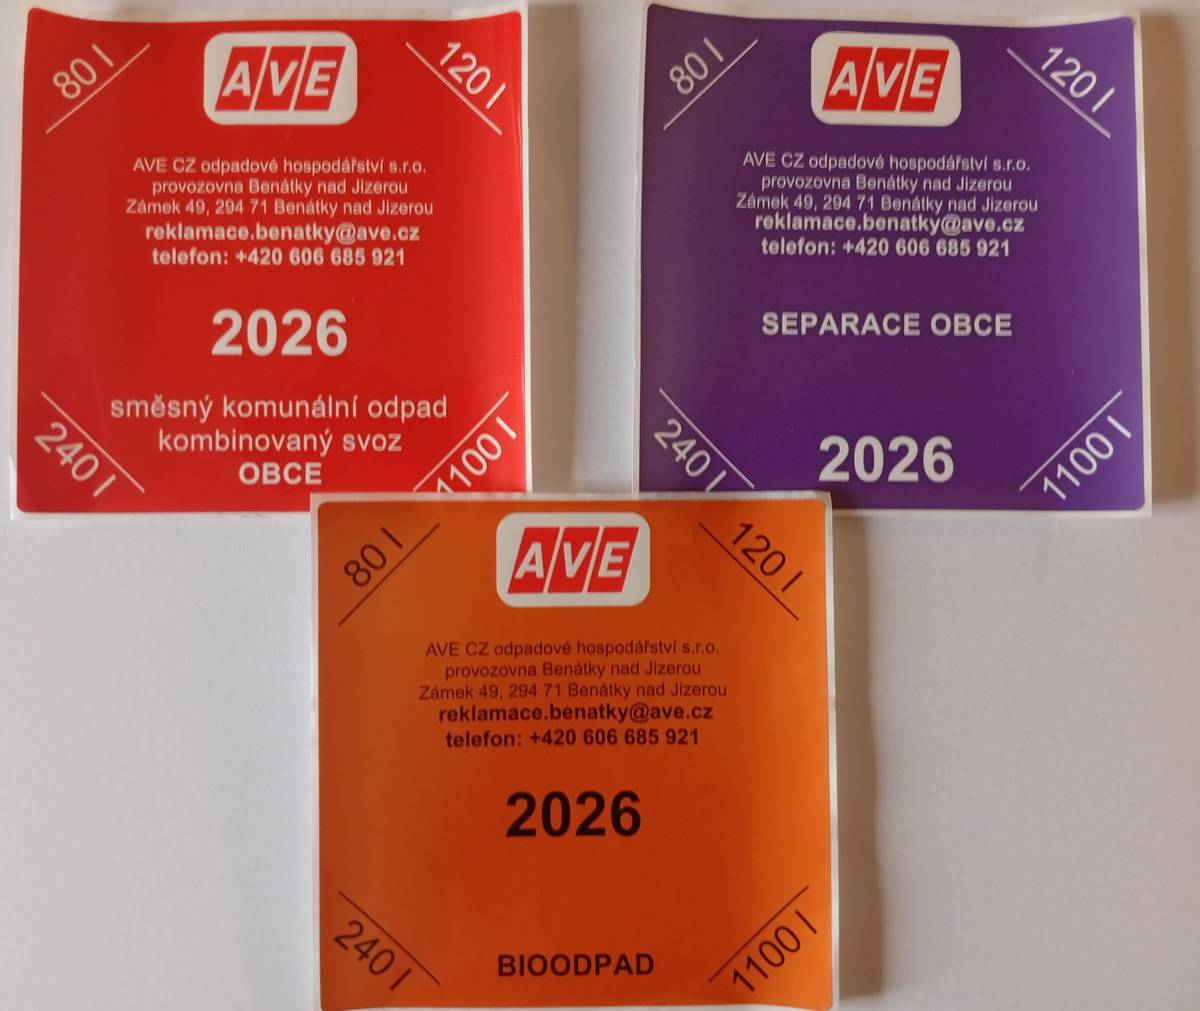 80 l
AVE
120 l
AVE CZ odpadové hospodářství s.r.o.
provozovna Benátky nad Jizerou
Zámek 49, 294 71 Benátky nad Jizerou
reklamace.benatky@ave.cz
telefon: +420 606 685 921
2026
směsný komunální odpad
kombinovaný svoz
OBCE
240 l
1100 l
80 l
AVE
120 l
AVE CZ odpadové hospodářství s.r.o.
provozovna Benátky nad Jizerou
Zámek 49, 294 71 Benátky nad Jizerou
reklamace.benatky@ave.cz
telefon: +420 606 685 921
SEPARACE OBCE
2026
240 l
1100 l
80 l
AVE
120 l
AVE CZ odpadové hospodářství s.r.o.
provozovna Benátky nad Jizerou
Zámek 49, 294 71 Benátky nad Jizerou
reklamace.benatky@ave.cz
telefon: +420 606 685 921
2026
240 l
BIOODPAD
1100 l